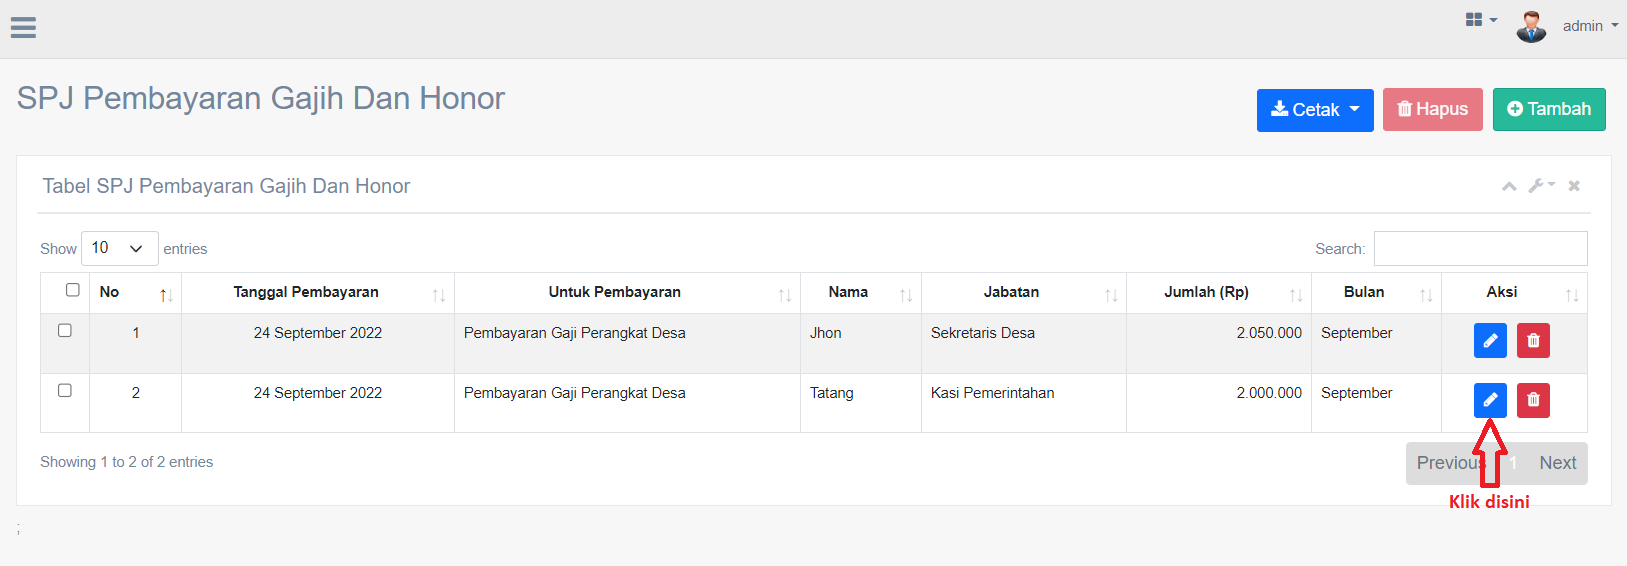 admin
SPJ Pembayaran Gajih Dan Honor
Cetak Hapus Tambah
Tabel SPJ Pembayaran Gajih Dan Honor
Show 10 entries Search:
No Tanggal Pembayaran Untuk Pembayaran Nama Jabatan Jumlah (Rp) Bulan Aksi
1 24 September 2022 Pembayaran Gaji Perangkat Desa Jhon Sekretaris Desa 2.050.000 September
2 24 September 2022 Pembayaran Gaji Perangkat Desa Tatang Kasi Pemerintahan 2.000.000 September
Showing 1 to 2 of 2 entries Previous 1 Next
Klik disini
;